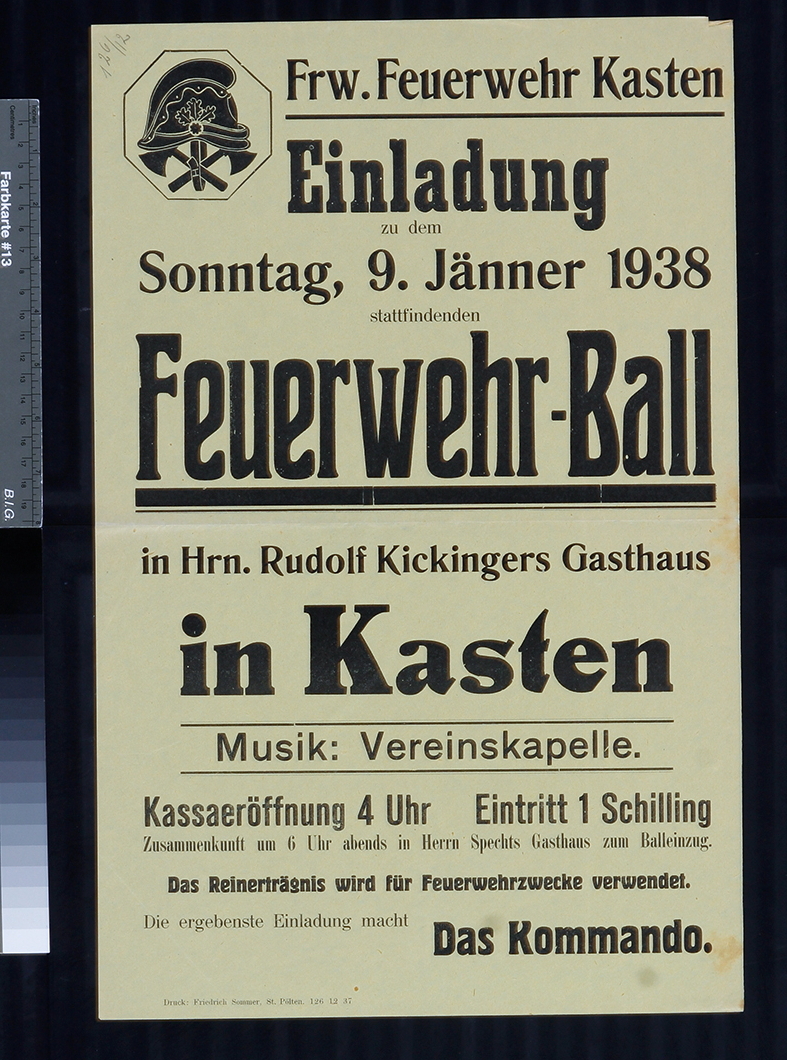 Frw. Feuerwehr Kasten
Einladung
zu dem
Sonntag, 9. Jänner 1938
stattfindenden
Feuerwehr-Ball
in Hrn. Rudolf Kickingers Gasthaus
in Kasten
Musik: Vereinskapelle.
Kassaeröffnung 4 Uhr Eintritt 1 Schilling
Zusammenkunft um 6 Uhr abends in Herrn Spechts Gasthaus zum Balleinzug.
Das Reinerträgnis wird für Feuerwehrzwecke verwendet.
Die ergebenste Einladung macht
Das Kommando.
Druck: Friedrich Sommer, St. Pölten. 126 12 37
Farbkarte #13
B.I.G.
Centimetres